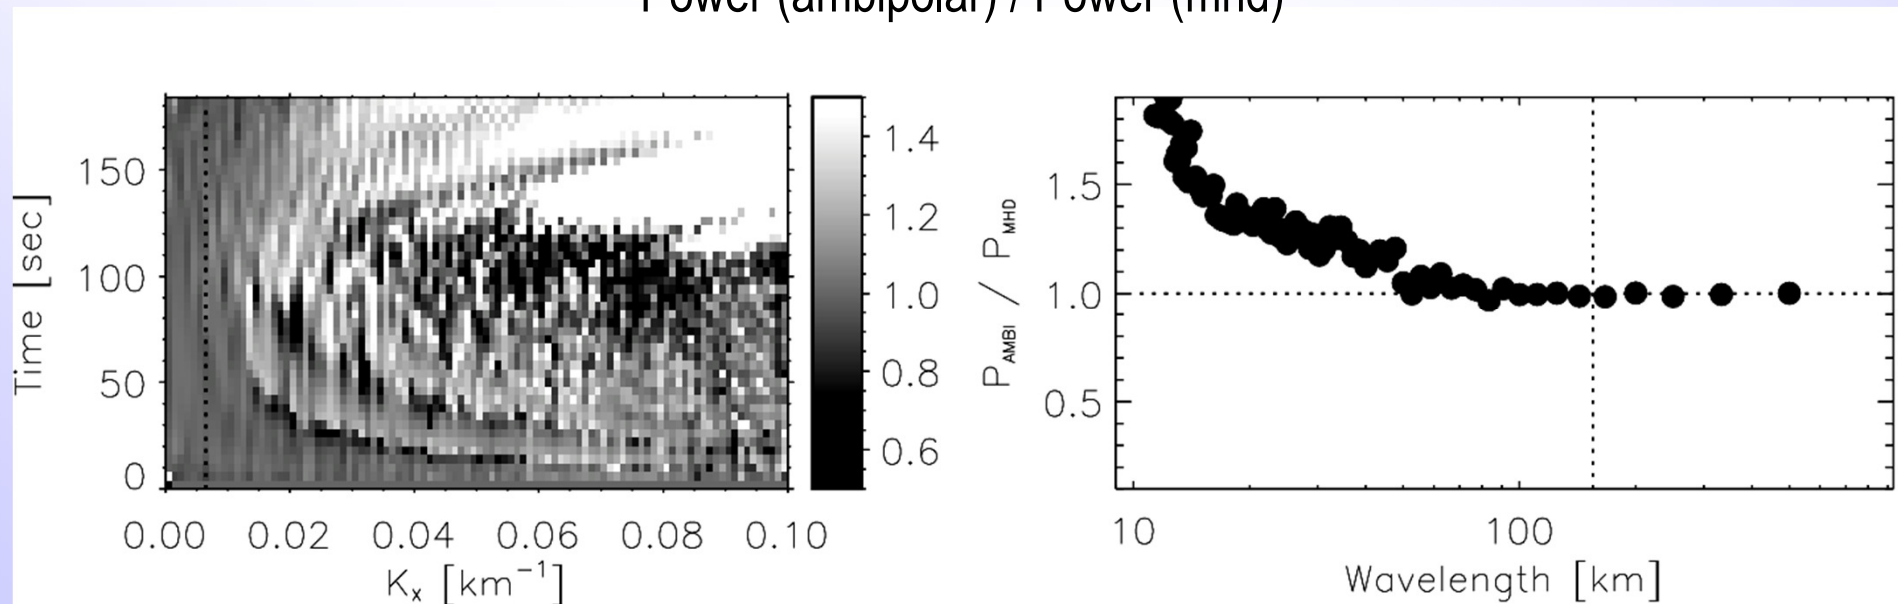 Power (ambipolar) / Power (mhd)
Time [sec]
150
100
50
0
0.00 0.02 0.04 0.06 0.08 0.10
Kₓ [km⁻¹]
1.4
1.2
1.0
0.8
0.6
P_AMBI / P_MHD
1.5
1.0
0.5
10 100
Wavelength [km]